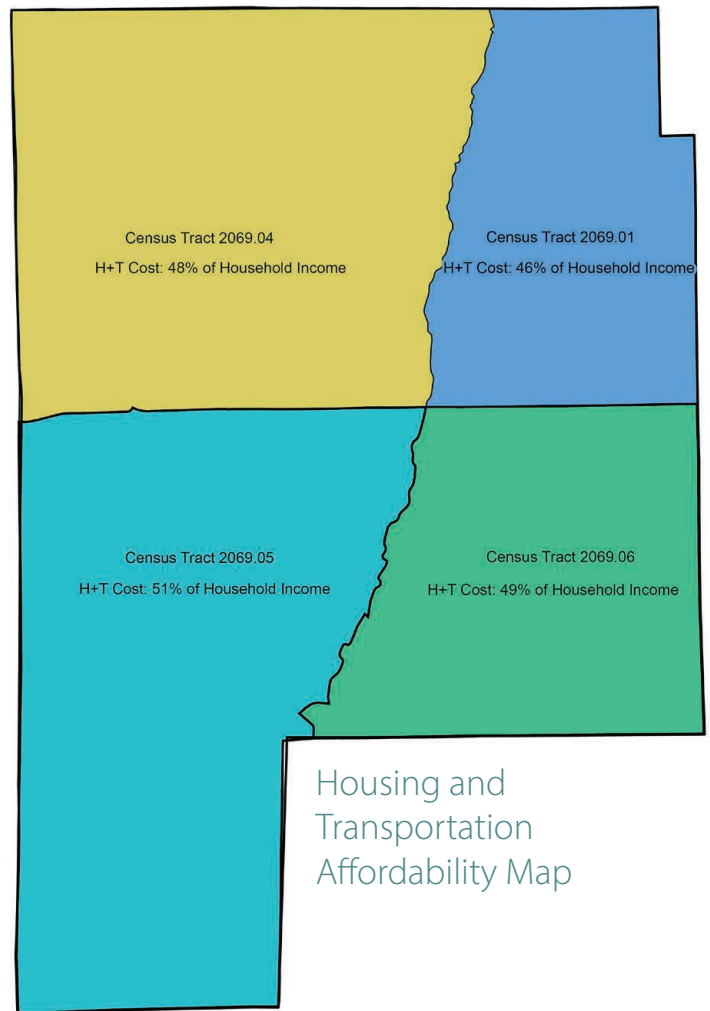 Census Tract 2069.04
H+T Cost: 48% of Household Income
Census Tract 2069.01
H+T Cost: 46% of Household Income
Census Tract 2069.05
H+T Cost: 51% of Household Income
Census Tract 2069.06
H+T Cost: 49% of Household Income
Housing and
Transportation
Affordability Map